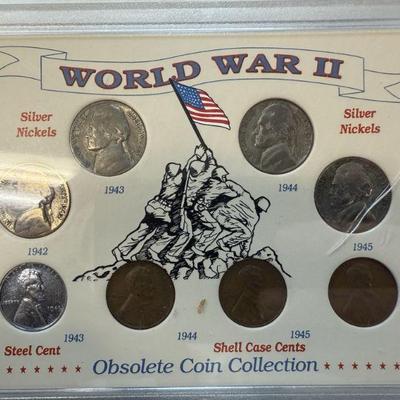 WORLD WAR II
Silver
Nickels
Silver
Nickels
1943
1944
1942
1945
1943
1944
1945
Steel Cent
Shell Case Cents
Obsolete Coin Collection